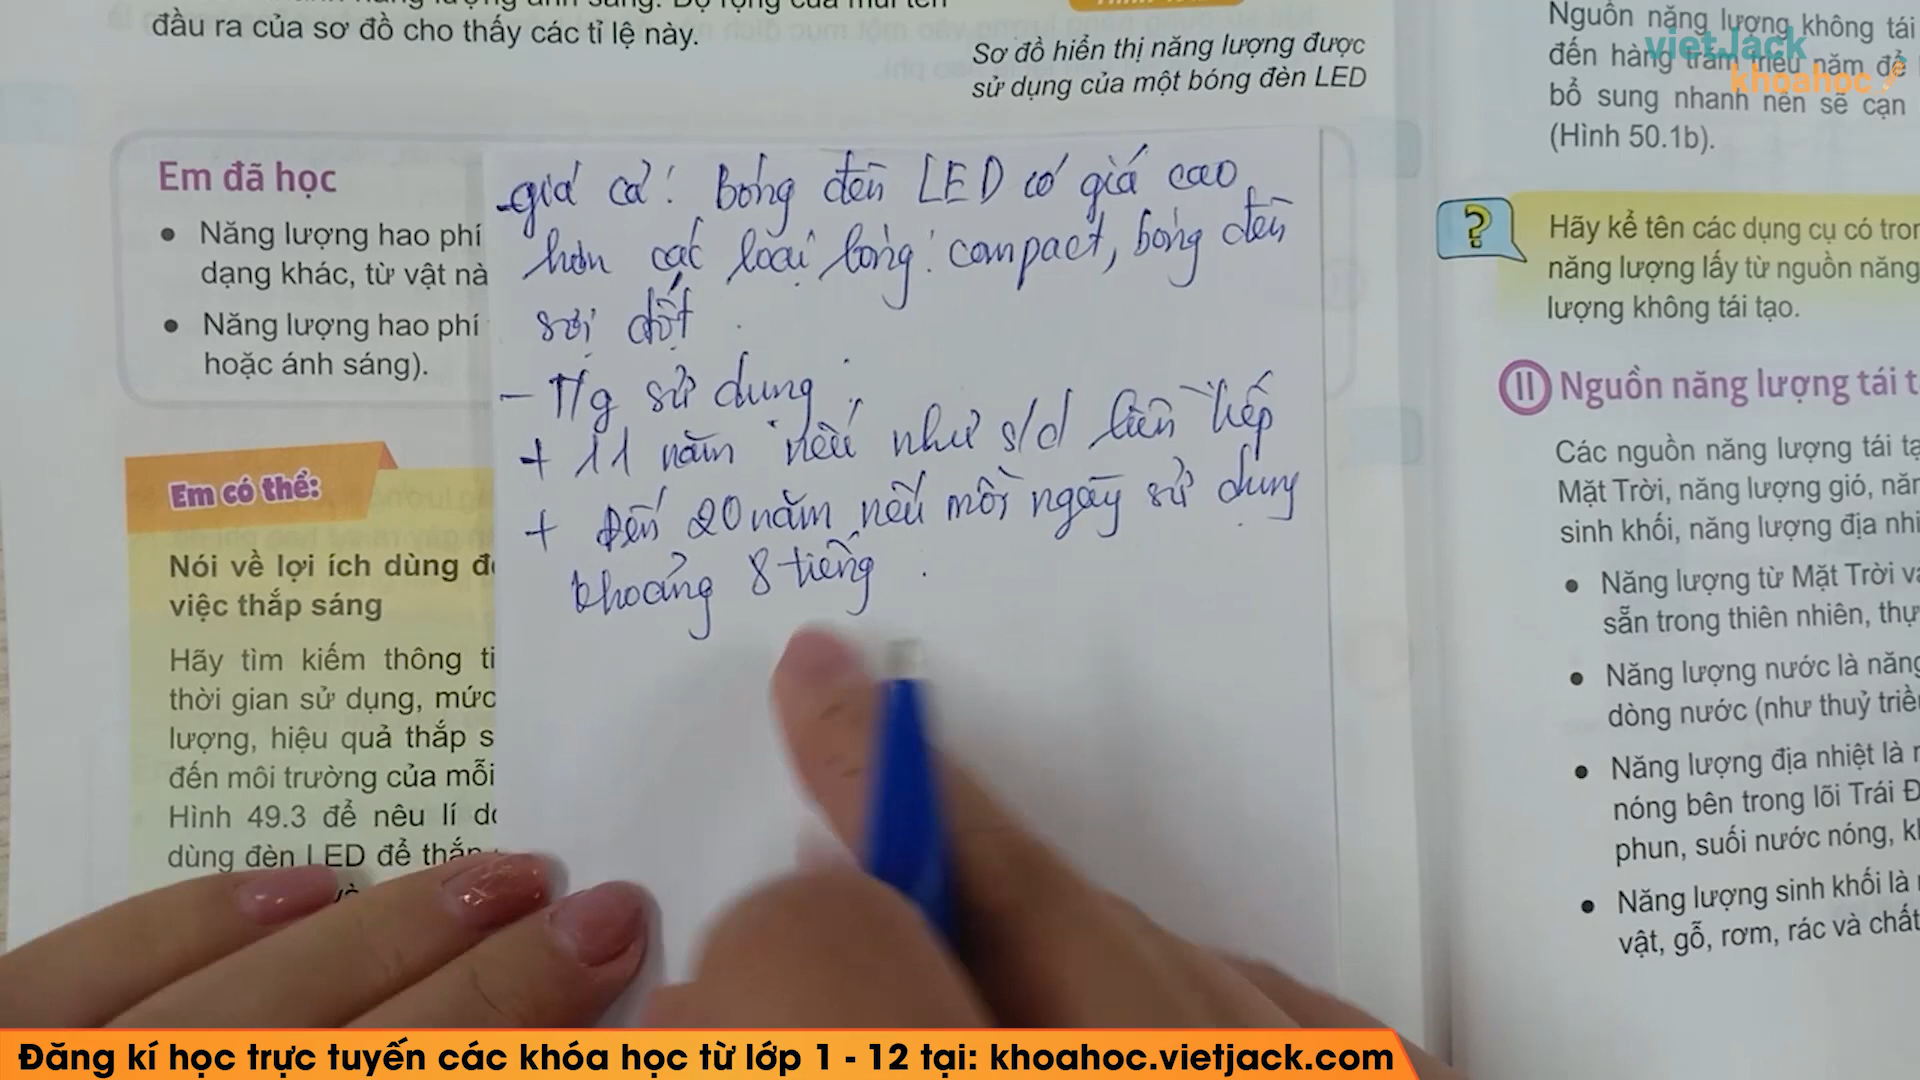 đầu ra của sơ đồ cho thấy các tỉ lệ này.
Sơ đồ hiển thị năng lượng được
sử dụng của một bóng đèn LED
Em đã học
Năng lượng hao phí
dạng khác, từ vật nà
Năng lượng hao phí
hoặc ánh sáng).
Em có thể:
Nói về lợi ích dùng đ
việc thắp sáng
Hãy tìm kiếm thông ti
thời gian sử dụng, mức
lượng, hiệu quả thắp s
đến môi trường của mỗi
Hình 49.3 để nêu lí do
dùng đèn LED để thắp
- giá cả: Bóng đèn LED có giá cao
hơn các loại bóng: compact, bóng đèn
sợi đốt.
- T/g sử dụng:
+ 11 năm nếu như s/d liên tiếp
+ Đến 20 năm nếu mỗi ngày sử dụng
khoảng 8 tiếng.
Nguồn năng lượng không tái
đến hàng trăm triệu năm để
bổ sung nhanh nên sẽ cạn
(Hình 50.1b).
vietJack
khoahoc
?
Hãy kể tên các dụng cụ có tron
năng lượng lấy từ nguồn năng
lượng không tái tạo.
II Nguồn năng lượng tái t
Các nguồn năng lượng tái tạ
Mặt Trời, năng lượng gió, năn
sinh khối, năng lượng địa nhi
Năng lượng từ Mặt Trời và
sẵn trong thiên nhiên, thự
Năng lượng nước là năng
dòng nước (như thuỷ triề
Năng lượng địa nhiệt là n
nóng bên trong lõi Trái Đ
phun, suối nước nóng, kh
Năng lượng sinh khối là n
vật, gỗ, rơm, rác và chất
Đăng kí học trực tuyến các khóa học từ lớp 1 - 12 tại: khoahoc.vietjack.com